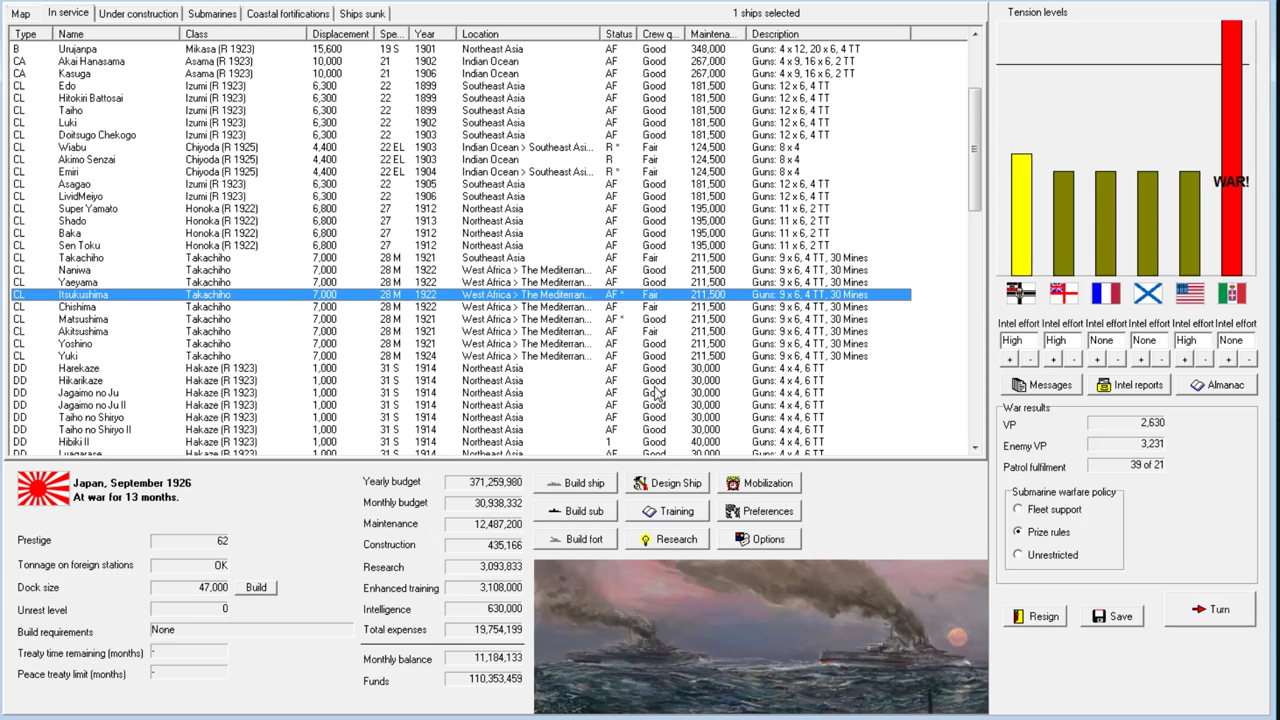 Map In service Under construction Submarines Coastal fortifications Ships sunk 1 ships selected
Type Name Class Displacement Spe... Year Location Status Crew q... Maintena... Description
B Urujanpa Mikasa (R 1923) 15,600 19 S 1901 Northeast Asia AF Good 348,000 Guns: 4 x 12, 20 x 6, 4 TT
CA Akai Hanasama Asama (R 1923) 10,000 21 1902 Indian Ocean AF Good 267,000 Guns: 4 x 9, 16 x 6, 2 TT
CA Kasuga Asama (R 1923) 10,000 21 1906 Indian Ocean AF Good 267,000 Guns: 4 x 9, 16 x 6, 2 TT
CL Edo Izumi (R 1923) 6,300 22 1899 Southeast Asia AF Good 181,500 Guns: 12 x 6, 4 TT
CL Hitokiri Battosai Izumi (R 1923) 6,300 22 1899 Southeast Asia AF Good 181,500 Guns: 12 x 6, 4 TT
CL Taiho Izumi (R 1923) 6,300 22 1899 Southeast Asia AF Good 181,500 Guns: 12 x 6, 4 TT
CL Luki Izumi (R 1923) 6,300 22 1902 Southeast Asia AF Good 181,500 Guns: 12 x 6, 4 TT
CL Doitsugo Chekogo Izumi (R 1923) 6,300 22 1903 Southeast Asia AF Good 181,500 Guns: 12 x 6, 4 TT
CL Wiabu Chiyoda (R 1925) 4,400 22 EL 1903 Indian Ocean > Southeast Asi... R * Fair 124,500 Guns: 8 x 4
CL Akimo Senzai Chiyoda (R 1925) 4,400 22 EL 1903 Indian Ocean R Fair 124,500 Guns: 8 x 4
CL Emiri Chiyoda (R 1925) 4,400 22 EL 1904 Indian Ocean > Southeast Asi... R * Fair 124,500 Guns: 8 x 4
CL Asagao Izumi (R 1923) 6,300 22 1905 Southeast Asia AF Good 181,500 Guns: 12 x 6, 4 TT
CL LividMeiyo Izumi (R 1923) 6,300 22 1905 Southeast Asia AF Good 181,500 Guns: 12 x 6, 4 TT
CL Super Yamato Honoka (R 1922) 6,800 27 1912 Northeast Asia AF Good 195,000 Guns: 11 x 6, 2 TT
CL Shado Honoka (R 1922) 6,800 27 1913 Northeast Asia AF Good 195,000 Guns: 11 x 6, 2 TT
CL Baka Honoka (R 1922) 6,800 27 1912 Northeast Asia AF Good 195,000 Guns: 11 x 6, 2 TT
CL Sen Toku Honoka (R 1922) 6,800 27 1912 Northeast Asia AF Good 195,000 Guns: 11 x 6, 2 TT
CL Takachiho Takachiho 7,000 28 M 1921 Southeast Asia AF Fair 211,500 Guns: 9 x 6, 4 TT, 30 Mines
CL Naniwa Takachiho 7,000 28 M 1922 West Africa > The Mediterran... AF Good 211,500 Guns: 9 x 6, 4 TT, 30 Mines
CL Yaeyama Takachiho 7,000 28 M 1922 West Africa > The Mediterran... AF Good 211,500 Guns: 9 x 6, 4 TT, 30 Mines
CL Itsukushima Takachiho 7,000 28 M 1922 West Africa > The Mediterran... AF * Fair 211,500 Guns: 9 x 6, 4 TT, 30 Mines
CL Chishima Takachiho 7,000 28 M 1922 West Africa > The Mediterran... AF Good 211,500 Guns: 9 x 6, 4 TT, 30 Mines
CL Matsushima Takachiho 7,000 28 M 1921 West Africa > The Mediterran... AF * Good 211,500 Guns: 9 x 6, 4 TT, 30 Mines
CL Akitsushima Takachiho 7,000 28 M 1921 West Africa > The Mediterran... AF Fair 211,500 Guns: 9 x 6, 4 TT, 30 Mines
CL Yoshino Takachiho 7,000 28 M 1921 West Africa > The Mediterran... AF Good 211,500 Guns: 9 x 6, 4 TT, 30 Mines
CL Yuki Takachiho 7,000 28 M 1924 West Africa > The Mediterran... AF Good 211,500 Guns: 9 x 6, 4 TT, 30 Mines
DD Harekaze Hakaze (R 1923) 1,000 31 S 1914 Northeast Asia AF Good 30,000 Guns: 4 x 4, 6 TT
DD Hikarikaze Hakaze (R 1923) 1,000 31 S 1914 Northeast Asia AF Good 30,000 Guns: 4 x 4, 6 TT
DD Jagaimo no Ju Hakaze (R 1923) 1,000 31 S 1914 Northeast Asia AF Good 30,000 Guns: 4 x 4, 6 TT
DD Jagaimo no Ju II Hakaze (R 1923) 1,000 31 S 1914 Northeast Asia AF Good 30,000 Guns: 4 x 4, 6 TT
DD Taiho no Shiryo Hakaze (R 1923) 1,000 31 S 1914 Northeast Asia AF Good 30,000 Guns: 4 x 4, 6 TT
DD Taiho no Shiryo II Hakaze (R 1923) 1,000 31 S 1914 Northeast Asia AF Good 30,000 Guns: 4 x 4, 6 TT
DD Hibiki II Hakaze (R 1923) 1,000 31 S 1914 Northeast Asia 1 Good 40,000 Guns: 4 x 4, 6 TT
Hakaze (R 1923) 1,000 31 S 1914 Northeast Asia AF Good 30,000 Guns: 4 x 4, 6 TT
Japan, September 1926
At war for 13 months.
Prestige 62
Tonnage on foreign stations OK
Dock size 47,000 Build
Unrest level 0
Build requirements None
Treaty time remaining (months) -
Peace treaty limit (months) -
Yearly budget 371,259,980
Monthly budget 30,938,332
Maintenance 12,487,200
Construction 435,166
Research 3,093,833
Enhanced training 3,108,000
Intelligence 630,000
Total expenses 19,754,199
Monthly balance 11,184,133
Funds 110,353,459
Build ship Design Ship Mobilization
Build sub Training Preferences
Build fort Research Options
Tension levels
WAR!
Intel effort Intel effort Intel effort Intel effort Intel effort Intel effort
High High None None High None
+ - + - + - + - + - + -
Messages Intel reports Almanac
War results
VP 2,630
Enemy VP 3,231
Patrol fulfilment 39 of 21
Submarine warfare policy
Fleet support
Prize rules
Unrestricted
Resign Save Turn